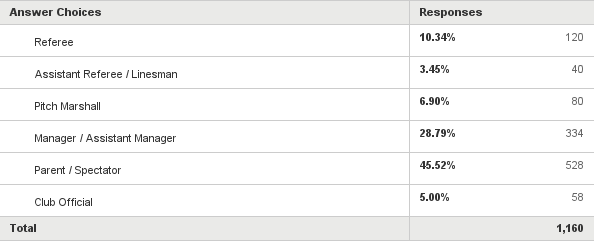 Answer Choices Responses
Referee 10.34% 120
Assistant Referee / Linesman 3.45% 40
Pitch Marshall 6.90% 80
Manager / Assistant Manager 28.79% 334
Parent / Spectator 45.52% 528
Club Official 5.00% 58
Total 1,160